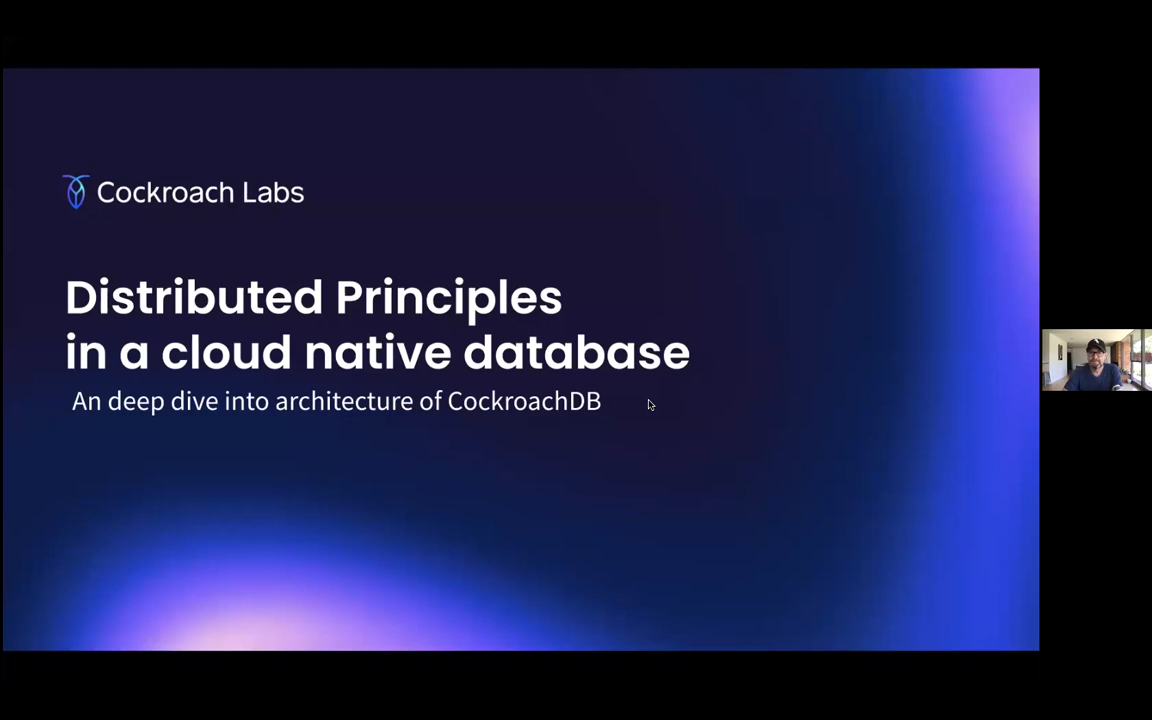 Cockroach Labs
Distributed Principles
in a cloud native database
An deep dive into architecture of CockroachDB